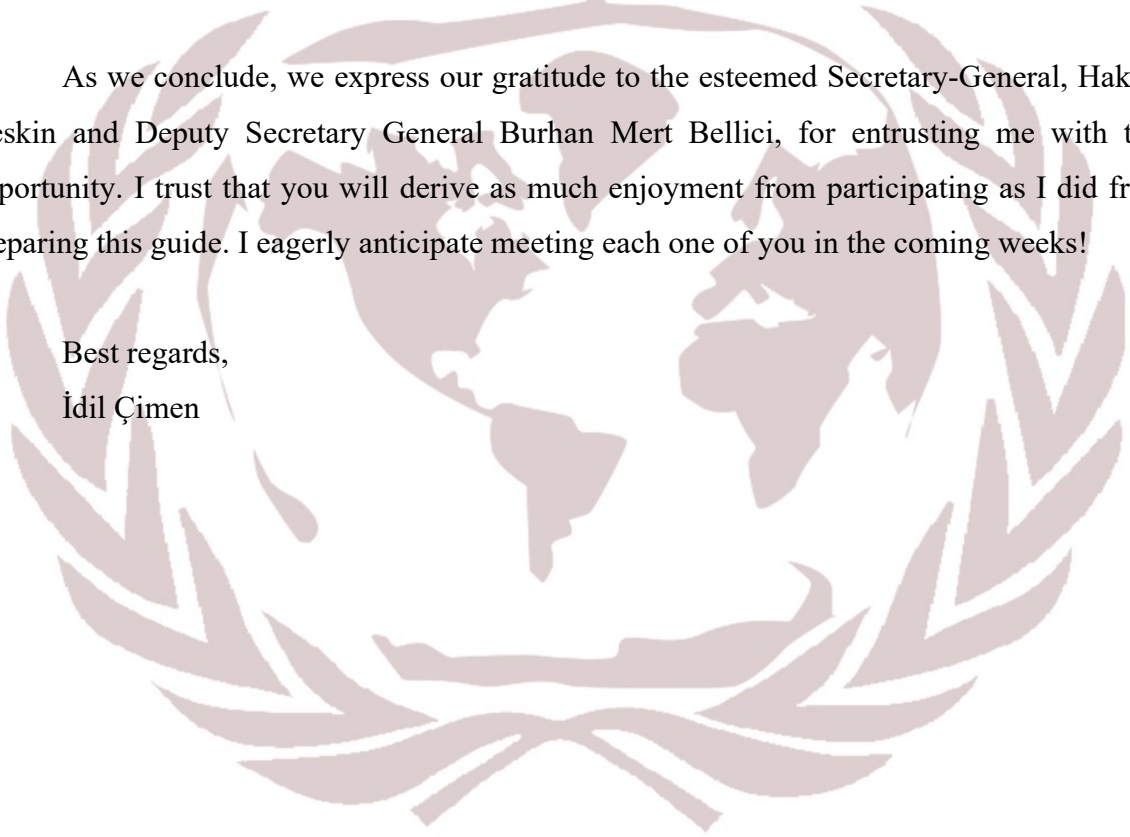 As we conclude, we express our gratitude to the esteemed Secretary-General, Hak
eskin and Deputy Secretary General Burhan Mert Bellici, for entrusting me with t
portunity. I trust that you will derive as much enjoyment from participating as I did fr
eparing this guide. I eagerly anticipate meeting each one of you in the coming weeks!
Best regards,
İdil Çimen